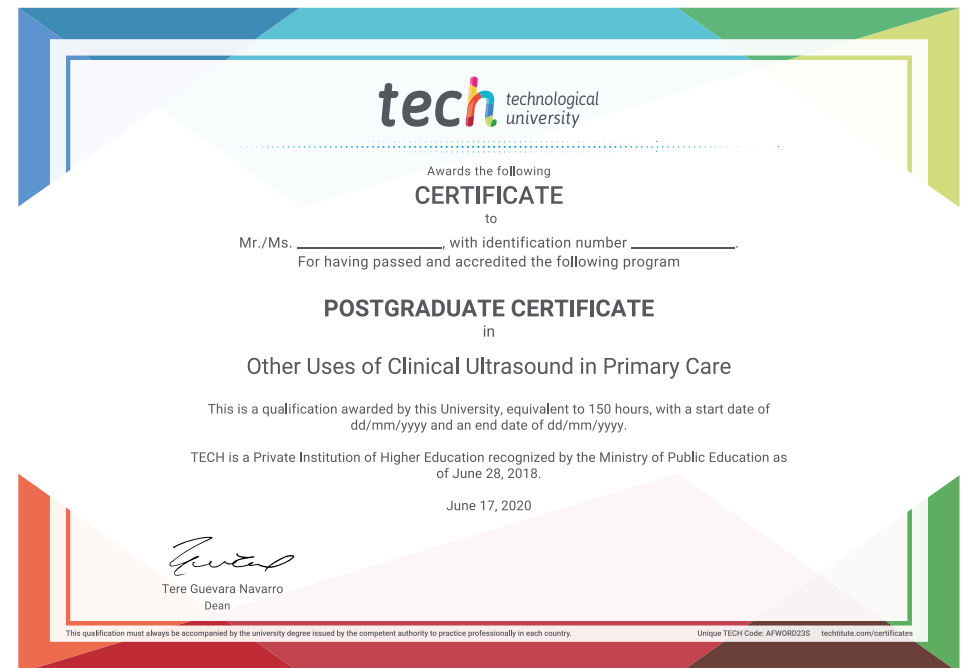 tech technological
university
Awards the following
CERTIFICATE
to
Mr./Ms. ____________________, with identification number ______________.
For having passed and accredited the following program
POSTGRADUATE CERTIFICATE
in
Other Uses of Clinical Ultrasound in Primary Care
This is a qualification awarded by this University, equivalent to 150 hours, with a start date of
dd/mm/yyyy and an end date of dd/mm/yyyy.
TECH is a Private Institution of Higher Education recognized by the Ministry of Public Education as
of June 28, 2018.
June 17, 2020
Tere Guevara Navarro
Dean
This qualification must always be accompanied by the university degree issued by the competent authority to practice professionally in each country.
Unique TECH Code: AFWORD23S techtitute.com/certificates